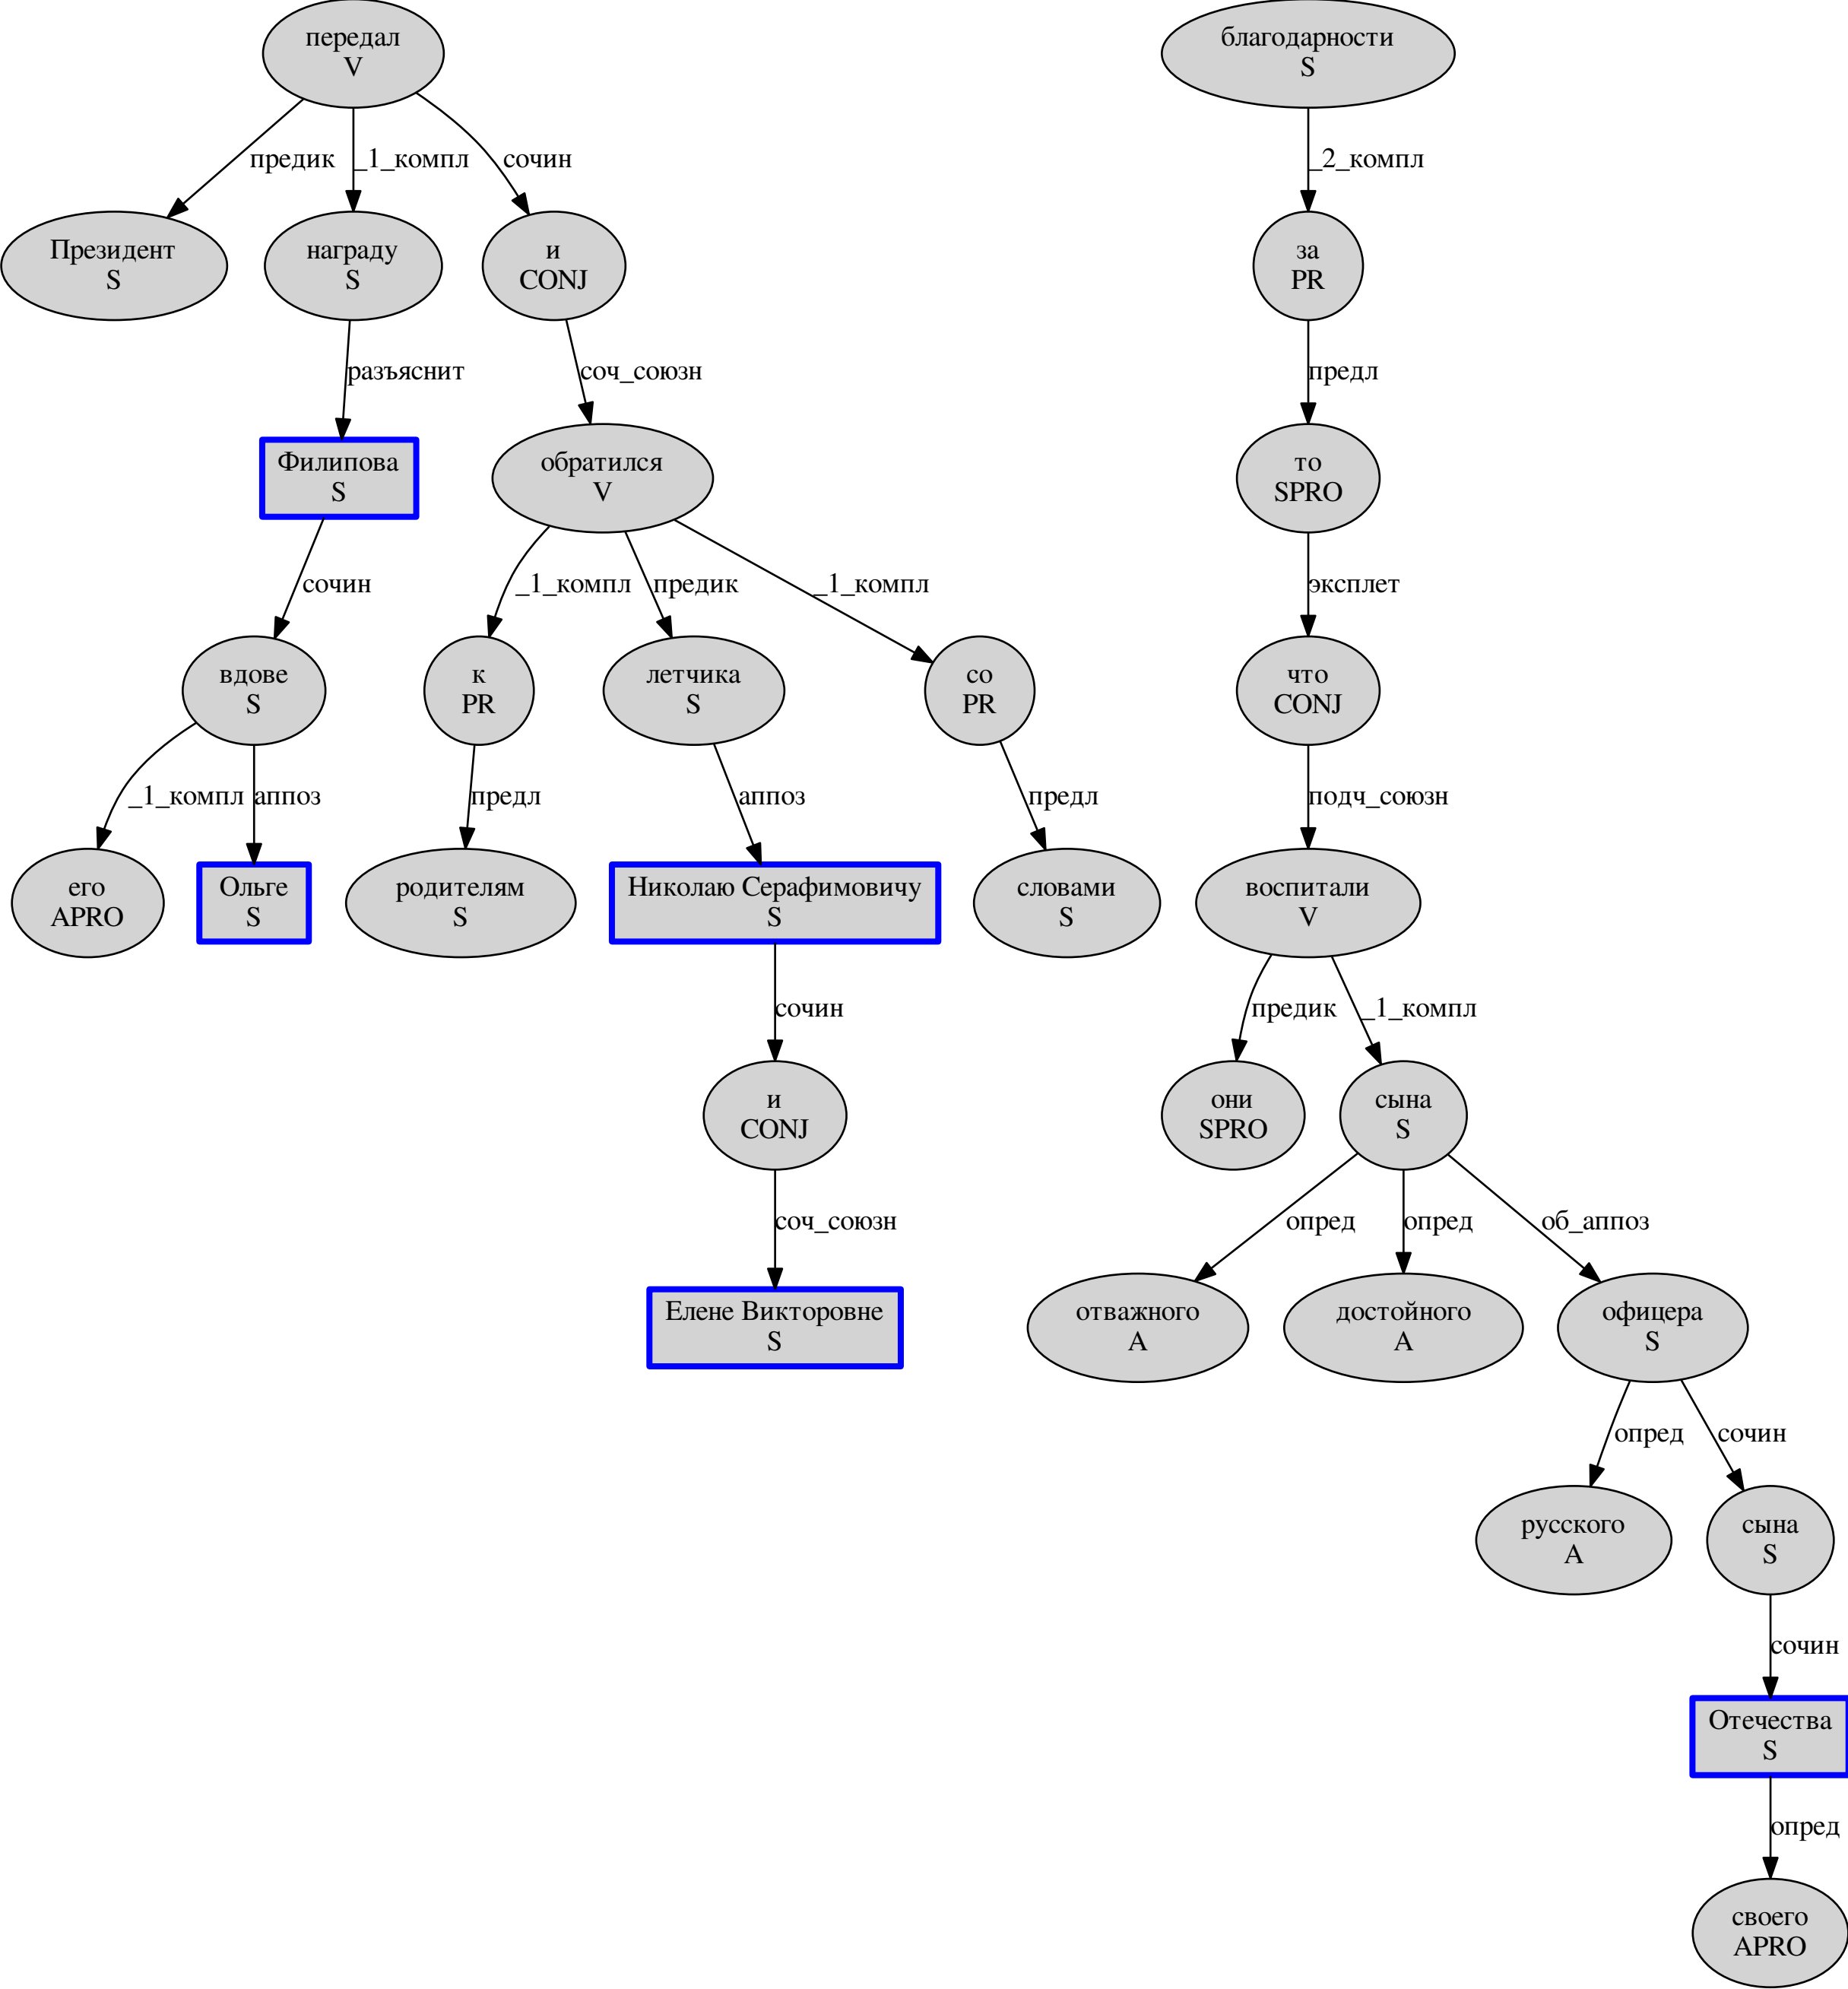 передал
V
благодарности
S
предик
_1_компл
сочин
_2_компл
Президент
S
награду
S
и
CONJ
за
PR
разъяснит
соч_союзн
предл
Филипова
S
обратился
V
то
SPRO
сочин
_1_компл
предик
_1_компл
эксплет
вдове
S
к
PR
летчика
S
со
PR
что
CONJ
_1_компл
аппоз
предл
аппоз
предл
подч_союзн
его
APRO
Ольге
S
родителям
S
Николаю Серафимовичу
S
словами
S
воспитали
V
сочин
предик
_1_компл
и
CONJ
они
SPRO
сына
S
соч_союзн
опред
опред
об_аппоз
Елене Викторовне
S
отважного
A
достойного
A
офицера
S
опред
сочин
русского
A
сына
S
сочин
Отечества
S
опред
своего
APRO